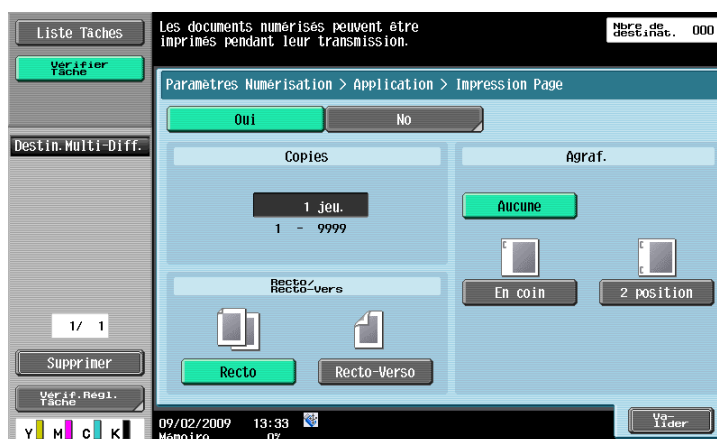 Liste Tâches
Vérifier
Tâche
Destin.Multi-Diff.
1/ 1
Supprimer
Vérif.Régl.
Tâche
Y M C K
Les documents numérisés peuvent être
imprimés pendant leur transmission.
Nbre de
destinat. 000
Paramètres Numérisation > Application > Impression Page
Oui No
Copies
1 jeu.
1 - 9999
Recto/
Recto-Vers
Recto Recto-Verso
Agraf.
Aucune
En coin 2 position
09/02/2009 13:33
Mémoire 0%
Va-
lider